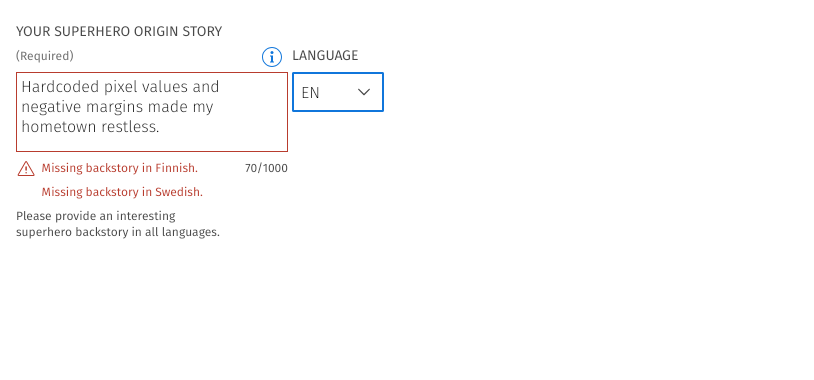 YOUR SUPERHERO ORIGIN STORY
(Required)
LANGUAGE
Hardcoded pixel values and
negative margins made my
hometown restless.
EN
Missing backstory in Finnish.
70/1000
Missing backstory in Swedish.
Please provide an interesting
superhero backstory in all languages.